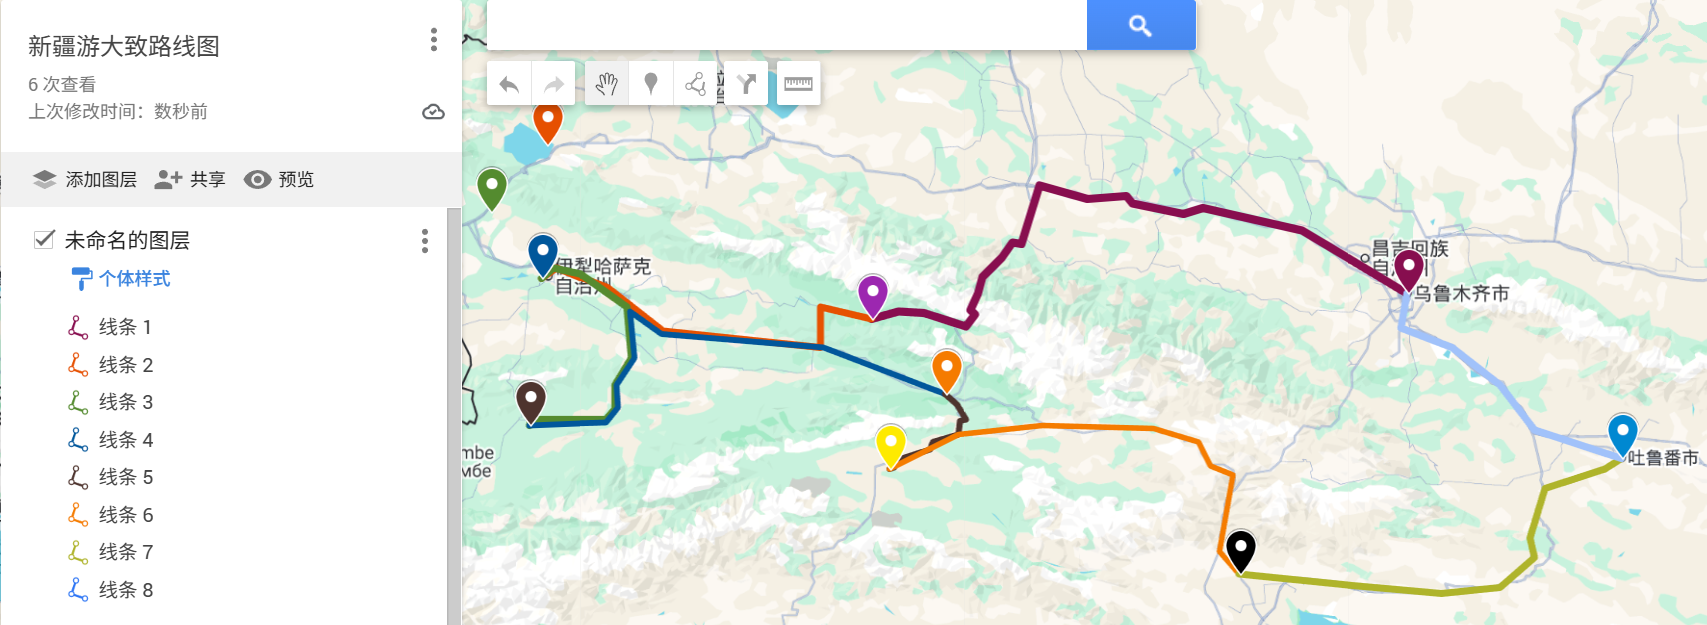 新疆游大致路线图
6 次查看
上次修改时间：数秒前
添加图层 共享 预览
未命名的图层
个体样式
线条 1
线条 2
线条 3
线条 4
线条 5
线条 6
线条 7
线条 8
伊犁哈萨克
自治州
昌吉回族
自
州
乌鲁木齐市
吐鲁番市
mbe
мбе